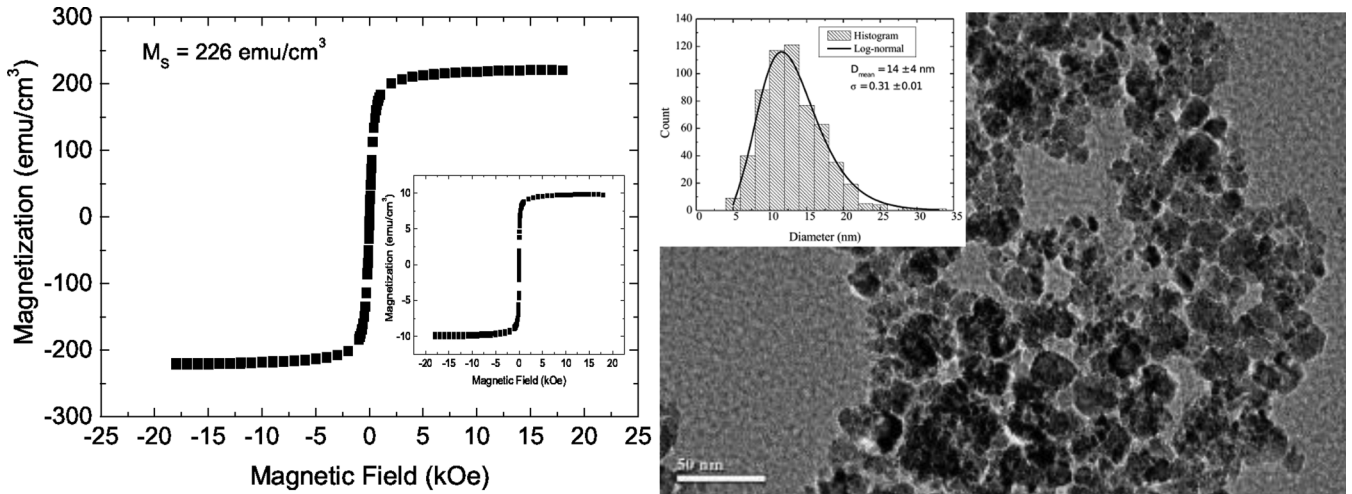 M_S = 226 emu/cm³
Magnetization (emu/cm³)
300
200
100
0
-100
-200
-300
-25 -20 -15 -10 -5 0 5 10 15 20 25
Magnetic Field (kOe)
Magnetization (emu/cm³)
10
5
0
-5
-10
-20 -15 -10 -5 0 5 10 15 20
Magnetic Field (kOe)
Count
140
120
100
80
60
40
20
0
0 5 10 15 20 25 30 35
Diameter (nm)
Histogram
Log-normal
D_mean = 14 ±4 nm
σ = 0.31 ±0.01
50 nm